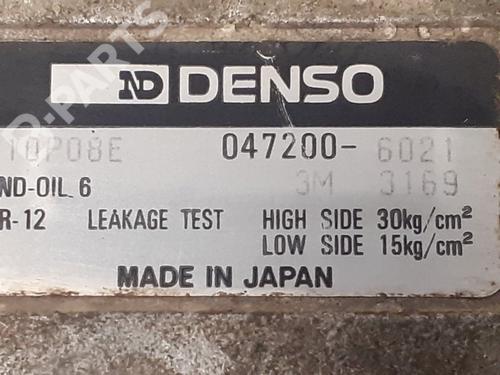 ND DENSO
10P08E 047200-6021
ND-OIL 6 3M 3169
R-12 LEAKAGE TEST HIGH SIDE 30kg/cm²
LOW SIDE 15kg/cm²
MADE IN JAPAN